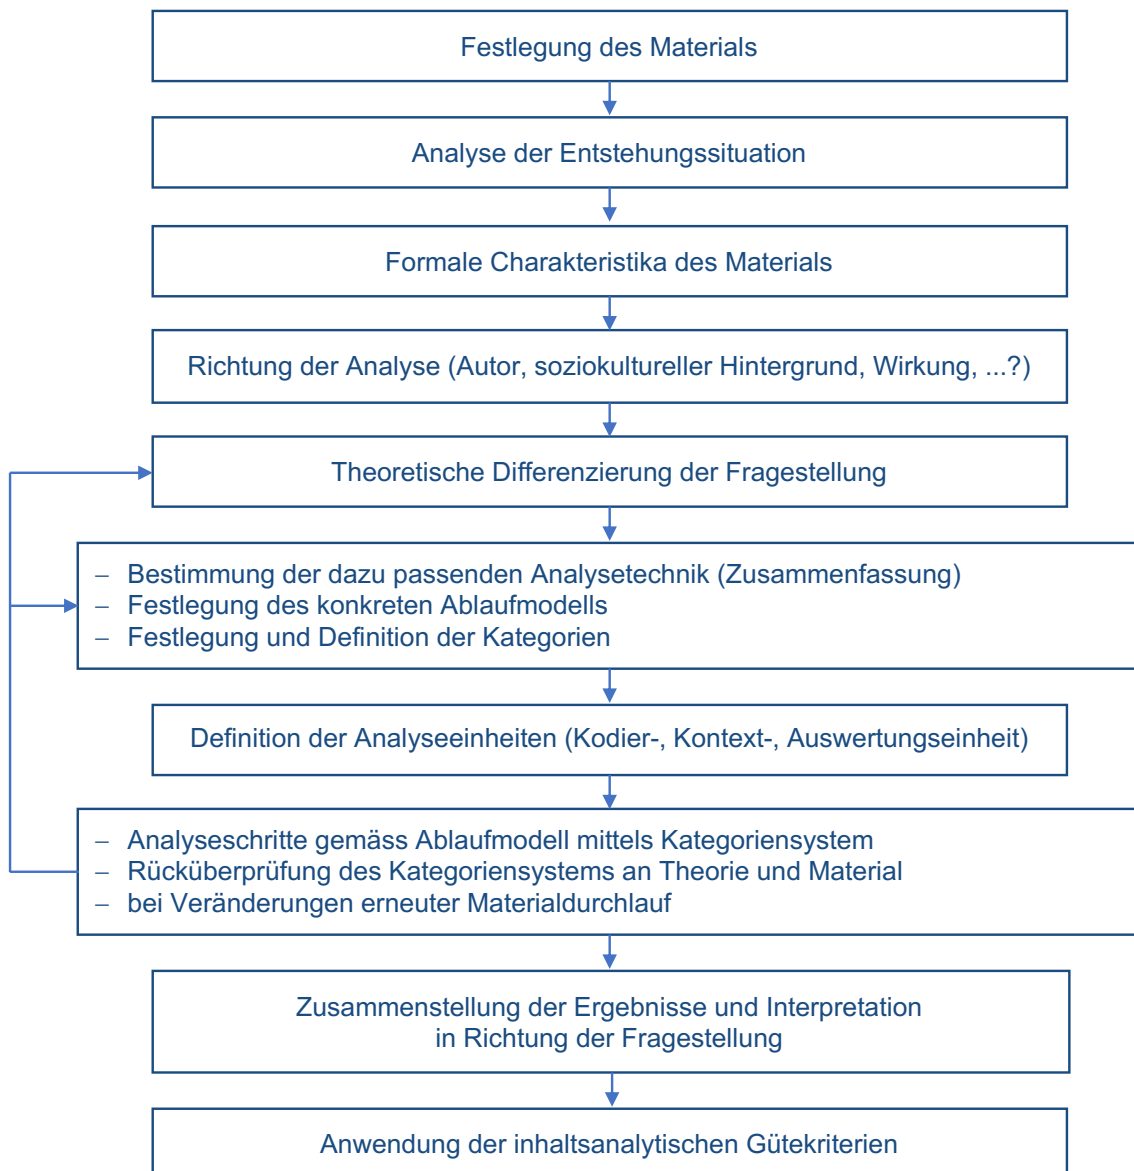 Festlegung des Materials
Analyse der Entstehungssituation
Formale Charakteristika des Materials
Richtung der Analyse (Autor, soziokultureller Hintergrund, Wirkung, ...?)
Theoretische Differenzierung der Fragestellung
– Bestimmung der dazu passenden Analysetechnik (Zusammenfassung)
– Festlegung des konkreten Ablaufmodells
– Festlegung und Definition der Kategorien
Definition der Analyseeinheiten (Kodier-, Kontext-, Auswertungseinheit)
– Analyseschritte gemäss Ablaufmodell mittels Kategoriensystem
– Rücküberprüfung des Kategoriensystems an Theorie und Material
– bei Veränderungen erneuter Materialdurchlauf
Zusammenstellung der Ergebnisse und Interpretation
in Richtung der Fragestellung
Anwendung der inhaltsanalytischen Gütekriterien